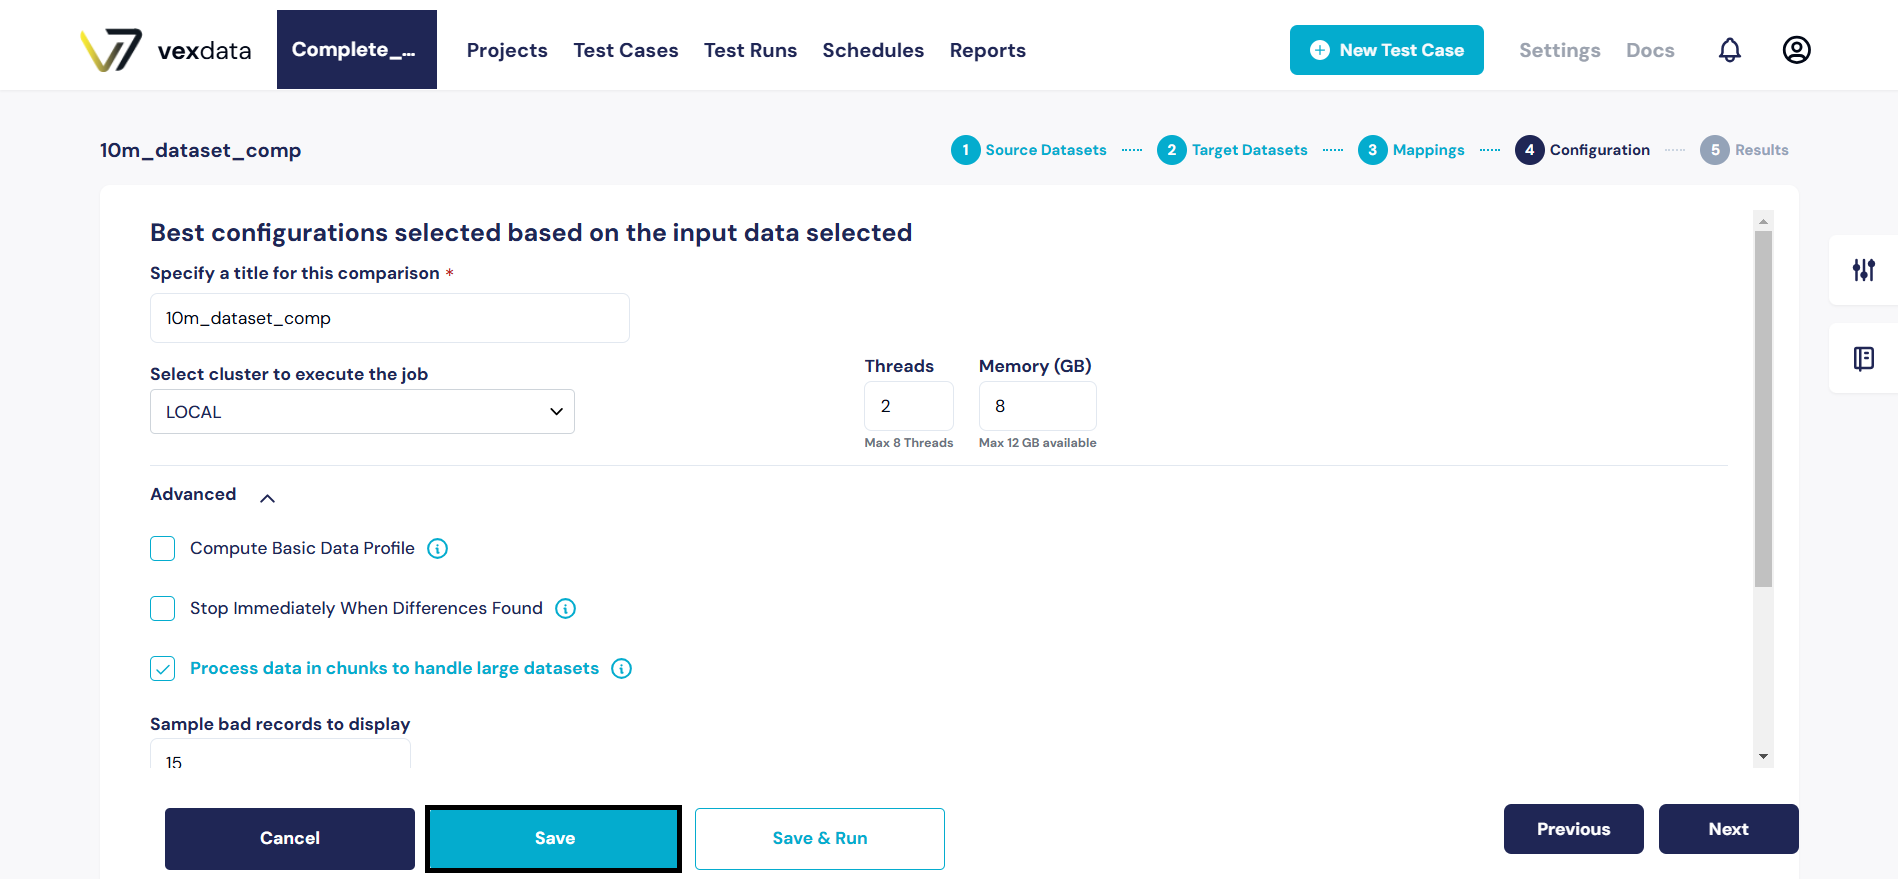 vexdata
Complete_...
Projects
Test Cases
Test Runs
Schedules
Reports
New Test Case
Settings
Docs
10m_dataset_comp
1 Source Datasets
2 Target Datasets
3 Mappings
4 Configuration
5 Results
Best configurations selected based on the input data selected
Specify a title for this comparison *
10m_dataset_comp
Select cluster to execute the job
LOCAL
Threads
2
Max 8 Threads
Memory (GB)
8
Max 12 GB available
Advanced
Compute Basic Data Profile
Stop Immediately When Differences Found
Process data in chunks to handle large datasets
Sample bad records to display
15
Cancel
Save
Save & Run
Previous
Next